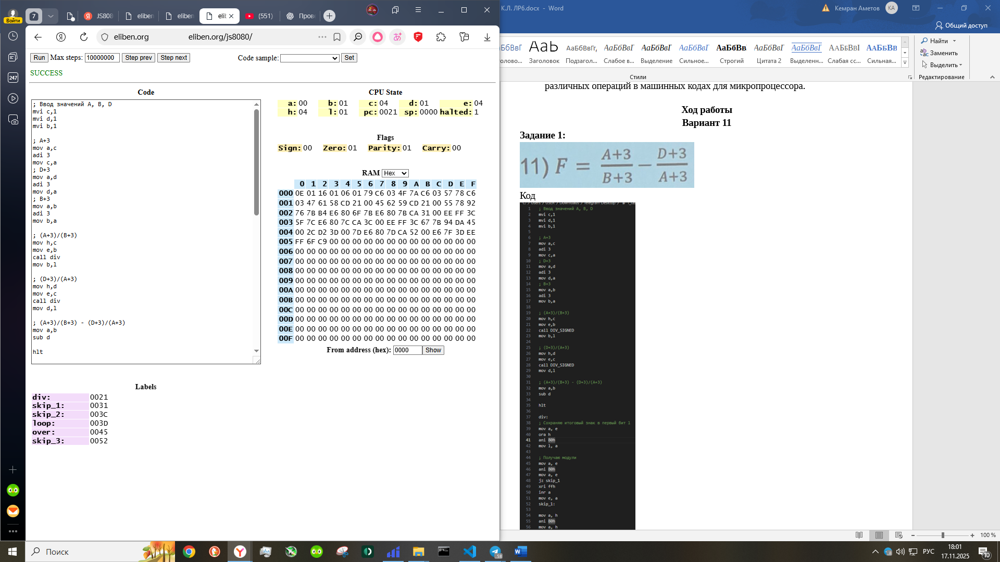 7
JS808
eliben
eliben
elib
(551)
Прове
Войти
eliben.org
eliben.org/js8080/
247
Run
Max steps:
10000000
Step prev
Step next
Code sample:
Set
SUCCESS
Code
; Ввод значений A, B, D
mvi c,1
mvi d,1
mvi b,1
; A+3
mov a,c
adi 3
mov c,a
; D+3
mov a,d
adi 3
mov d,a
; B+3
mov a,b
adi 3
mov b,a
; (A+3)/(B+3)
mov h,c
mov e,b
call div
mov b,l
; (D+3)/(A+3)
mov h,d
mov e,c
call div
mov d,l
; (A+3)/(B+3) - (D+3)/(A+3)
mov a,b
sub d
hlt
Labels
div: 0021
skip_1: 0031
skip_2: 003C
loop: 003D
over: 0045
skip_3: 0052
CPU State
a: 00 b: 01 c: 04 d: 01 e: 04
h: 04 l: 01 pc: 0021 sp: 0000 halted: 1
Flags
Sign: 00 Zero: 01 Parity: 01 Carry: 00
RAM Hex
0 1 2 3 4 5 6 7 8 9 A B C D E F
000 0E 01 16 01 06 01 79 C6 03 4F 7A C6 03 57 78 C6
001 03 47 61 58 CD 21 00 45 62 59 CD 21 00 55 78 92
002 76 7B B4 E6 80 6F 7B E6 80 7B CA 31 00 EE FF 3C
003 5F 7C E6 80 7C CA 3C 00 EE FF 3C 67 7B 94 DA 45
004 00 2C D2 3D 00 7D E6 80 7D CA 52 00 E6 7F 3D EE
005 FF 6F C9 00 00 00 00 00 00 00 00 00 00 00 00 00
006 00 00 00 00 00 00 00 00 00 00 00 00 00 00 00 00
007 00 00 00 00 00 00 00 00 00 00 00 00 00 00 00 00
008 00 00 00 00 00 00 00 00 00 00 00 00 00 00 00 00
009 00 00 00 00 00 00 00 00 00 00 00 00 00 00 00 00
00A 00 00 00 00 00 00 00 00 00 00 00 00 00 00 00 00
00B 00 00 00 00 00 00 00 00 00 00 00 00 00 00 00 00
00C 00 00 00 00 00 00 00 00 00 00 00 00 00 00 00 00
00D 00 00 00 00 00 00 00 00 00 00 00 00 00 00 00 00
00E 00 00 00 00 00 00 00 00 00 00 00 00 00 00 00 00
00F 00 00 00 00 00 00 00 00 00 00 00 00 00 00 00 00
From address (hex): 0000 Show
К.Л. ЛР6.docx - Word
Кемран Аметов
КА
Общий доступ
АаБбВвГг, АаБбВвГ АаБбВвГ АаБбВвГ АаБбВв АаБбВвГ АаБбВвГ
Заголовок Подзагол... Слабое в... Выделение Сильное... Строгий Цитата 2 Выделенн... Слабая сс... Сильная...
Стили
Найти
Заменить
Выделить
Редактирование
различных операций в машинных кодах для микропроцессора.
Ход работы
Вариант 11
Задание 1:
11) F = A+3/B+3 − D+3/A+3
Код
1 ; Ввод значений A, B, D
2 mvi c,1
3 mvi d,1
4 mvi b,1
5
6 ; A+3
7 mov a,c
8 adi 3
9 mov c,a
10 ; D+3
11 mov a,d
12 adi 3
13 mov d,a
14 ; B+3
15 mov a,b
16 adi 3
17 mov b,a
18
19 ; (A+3)/(B+3)
20 mov h,c
21 mov e,b
22 call DIV_SIGNED
23 mov b,l
24
25 ; (D+3)/(A+3)
26 mov h,d
27 mov e,c
28 call DIV_SIGNED
29 mov d,l
30
31 ; (A+3)/(B+3) - (D+3)/(A+3)
32 mov a,b
33 sub d
34
35 hlt
36
37 div:
38 ; Сохраняю итоговый знак в первый бит l
39 mov a, e
40 ora h
41 ani 80h
42 mov l, a
43
44 ; Получаю модули
45 mov a, e
46 ani 80h
47 mov a, e
48 jz skip_1
49 xri ffh
50 inr a
51 mov e, a
52 skip_1:
53
54 mov a, h
55 ani 80h
56 mov a, h
100 %
Поиск
РУС
18:01
17.11.2025
10